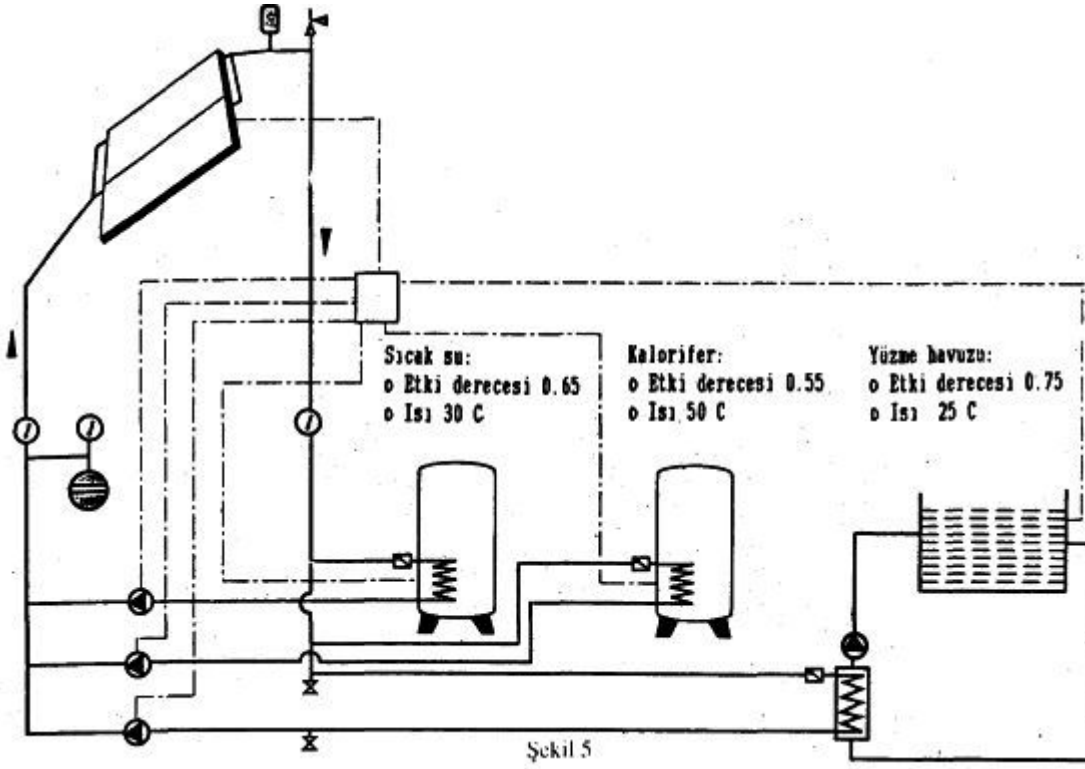 Sıcak su:
o Etki derecesi 0.65
o Isı 30 C
Kalorifer:
o Etki derecesi 0.55
o Isı 50 C
Yüzme havuzu:
o Etki derecesi 0.75
o Isı 25 C
Şekil 5